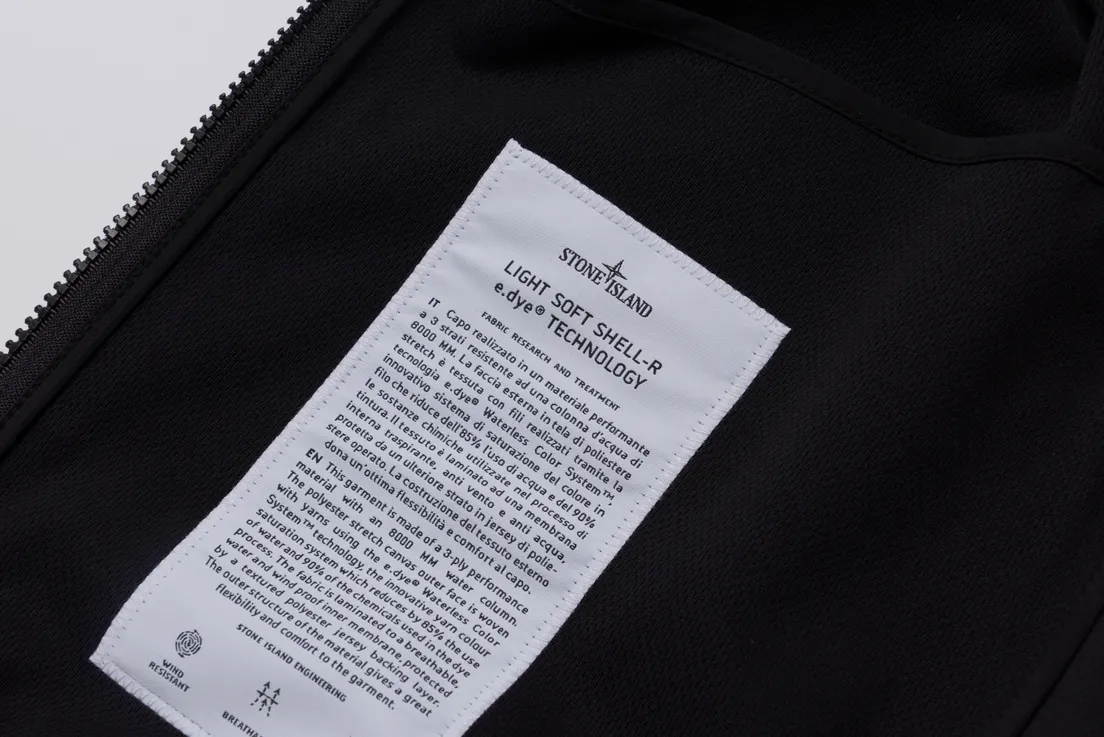 STONE ISLAND
LIGHT SOFT SHELL-R
e.dye® TECHNOLOGY
FABRIC RESEARCH AND TREATMENT
IT Capo realizzato in un materiale performante
a 3 strati resistente ad una colonna d'acqua di
8000 MM. La faccia esterna in tela di poliestere
stretch è tessuta con fili realizzati tramite la
tecnologia e.dye® Waterless Color System™
innovativo sistema di saturazione del colore in
filo che riduce dell'85% l'uso di acqua e del 90%
le sostanze chimiche utilizzate nel processo di
tintura. Il tessuto è laminato ad una membrana
interna traspirante, anti vento e anti acqua,
protetta da un ulteriore strato in jersey di polie-
stere operato. La costruzione del tessuto esterno
dona un'ottima flessibilità e comfort al capo.
EN This garment is made of a 3-ply performance
material with an 8000 MM water column.
The polyester stretch canvas outer face is woven
with yarns using the e.dye® Waterless Color
System™ technology, the innovative yarn colour
saturation system which reduces by 85% the use
of water and 90% of the chemicals used in the dye
process. The fabric is laminated to a breathable,
water and wind proof inner membrane, protected
by a textured polyester jersey backing layer.
The outer structure of the material gives a great
flexibility and comfort to the garment.
STONE ISLAND ENGINEERING
WIND
RESISTANT